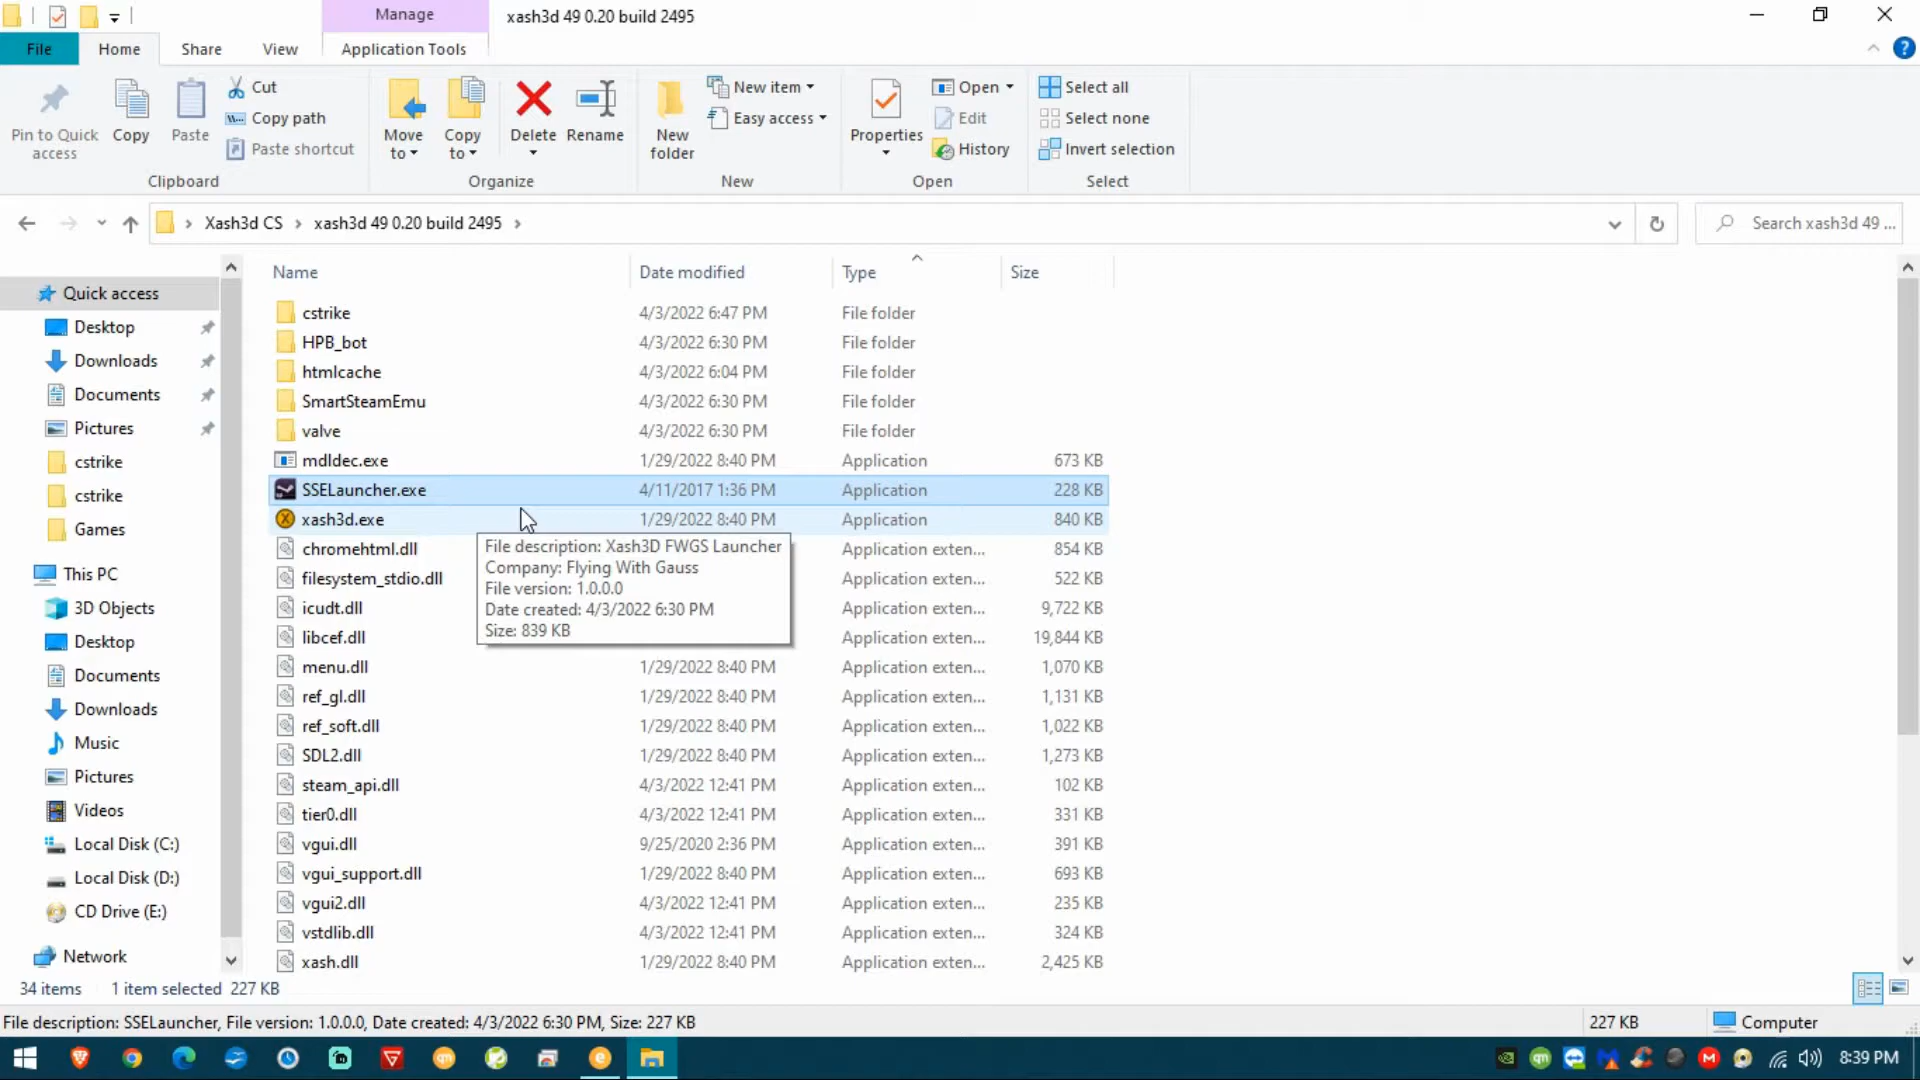 Manage
xash3d 49 0.20 build 2495
File
Home
Share
View
Application Tools
Pin to Quick access
Copy
Paste
Cut
Copy path
Paste shortcut
Move to
Copy to
Delete
Rename
New folder
New item
Easy access
Properties
Open
Edit
History
Select all
Select none
Invert selection
Clipboard
Organize
New
Open
Select
Xash3d CS › xash3d 49 0.20 build 2495 ›
Search xash3d 49 ...
Name Date modified Type Size
Quick access
Desktop
Downloads
Documents
Pictures
cstrike
cstrike
Games
This PC
3D Objects
Desktop
Documents
Downloads
Music
Pictures
Videos
Local Disk (C:)
Local Disk (D:)
CD Drive (E:)
Network
cstrike 4/3/2022 6:47 PM File folder
HPB_bot 4/3/2022 6:30 PM File folder
htmlcache 4/3/2022 6:04 PM File folder
SmartSteamEmu 4/3/2022 6:30 PM File folder
valve 4/3/2022 6:30 PM File folder
mdldec.exe 1/29/2022 8:40 PM Application 673 KB
SSELauncher.exe 4/11/2017 1:36 PM Application 228 KB
xash3d.exe 1/29/2022 8:40 PM Application 840 KB
chromehtml.dll Application exten... 854 KB
filesystem_stdio.dll Application exten... 522 KB
icudt.dll Application exten... 9,722 KB
libcef.dll Application exten... 19,844 KB
menu.dll 1/29/2022 8:40 PM Application exten... 1,070 KB
ref_gl.dll 1/29/2022 8:40 PM Application exten... 1,131 KB
ref_soft.dll 1/29/2022 8:40 PM Application exten... 1,022 KB
SDL2.dll 1/29/2022 8:40 PM Application exten... 1,273 KB
steam_api.dll 4/3/2022 12:41 PM Application exten... 102 KB
tier0.dll 4/3/2022 12:41 PM Application exten... 331 KB
vgui.dll 9/25/2020 2:36 PM Application exten... 391 KB
vgui_support.dll 1/29/2022 8:40 PM Application exten... 693 KB
vgui2.dll 4/3/2022 12:41 PM Application exten... 235 KB
vstdlib.dll 4/3/2022 12:41 PM Application exten... 324 KB
xash.dll 1/29/2022 8:40 PM Application exten... 2,425 KB
File description: Xash3D FWGS Launcher
Company: Flying With Gauss
File version: 1.0.0.0
Date created: 4/3/2022 6:30 PM
Size: 839 KB
34 items 1 item selected 227 KB
File description: SSELauncher, File version: 1.0.0.0, Date created: 4/3/2022 6:30 PM, Size: 227 KB
227 KB
Computer
8:39 PM